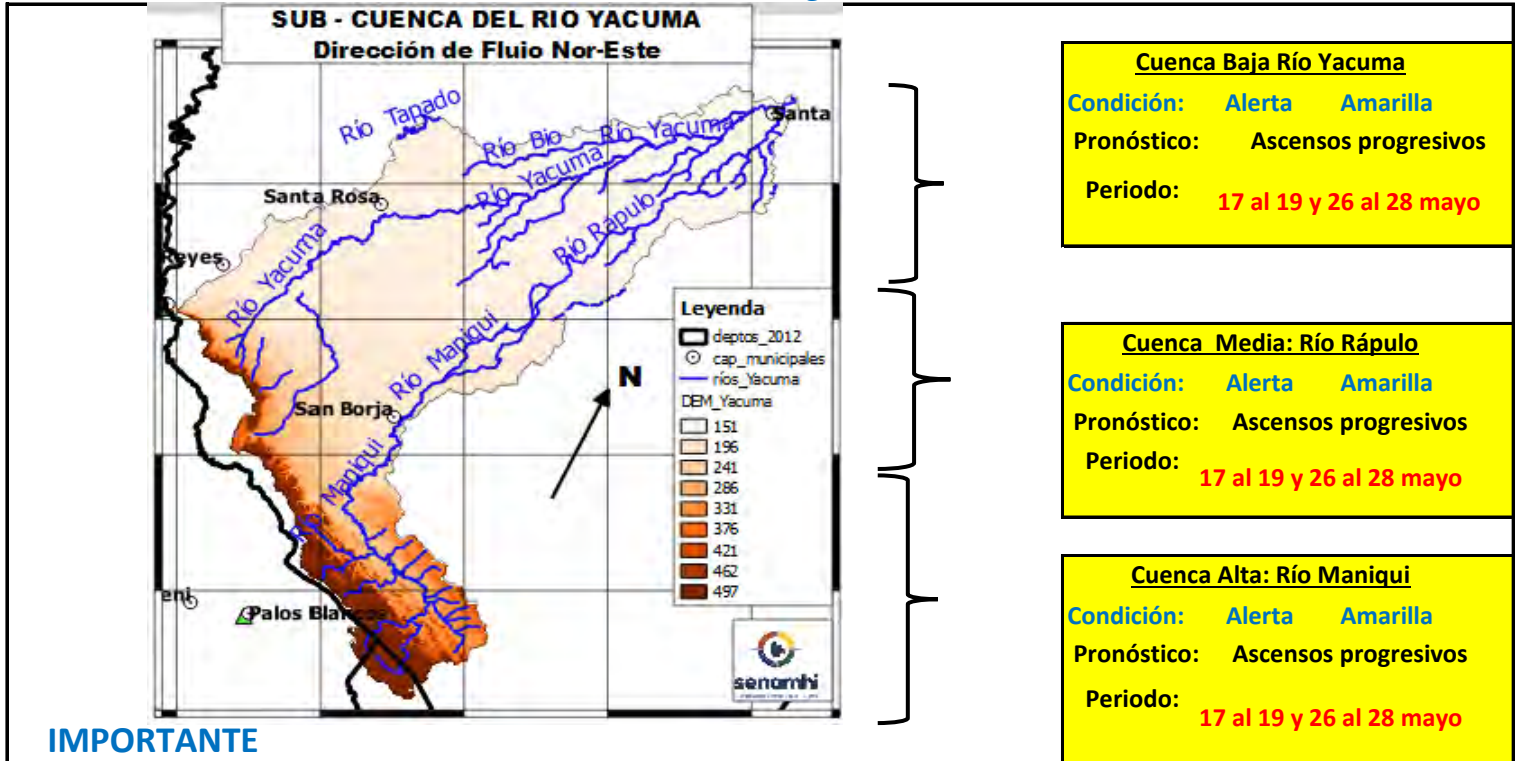 SUB - CUENCA DEL RIO YACUMA
Dirección de Fluio Nor-Este
Río Tapado
Río Bio
Río Yacuma
Santa
Río Yacuma
Santa Rosa
Río Rápulo
Reyes
Río Yacuma
Río Maniqui
San Borja
Río Maniqui
N
eni
Palos Blancos
Leyenda
deptos_2012
cap_municipales
ríos_Yacuma
DEM_Yacuma
151
196
241
286
331
376
421
462
497
senamhi
Cuenca Baja Río Yacuma
Condición: Alerta Amarilla
Pronóstico: Ascensos progresivos
Periodo: 17 al 19 y 26 al 28 mayo
Cuenca Media: Río Rápulo
Condición: Alerta Amarilla
Pronóstico: Ascensos progresivos
Periodo: 17 al 19 y 26 al 28 mayo
Cuenca Alta: Río Maniqui
Condición: Alerta Amarilla
Pronóstico: Ascensos progresivos
Periodo: 17 al 19 y 26 al 28 mayo
IMPORTANTE